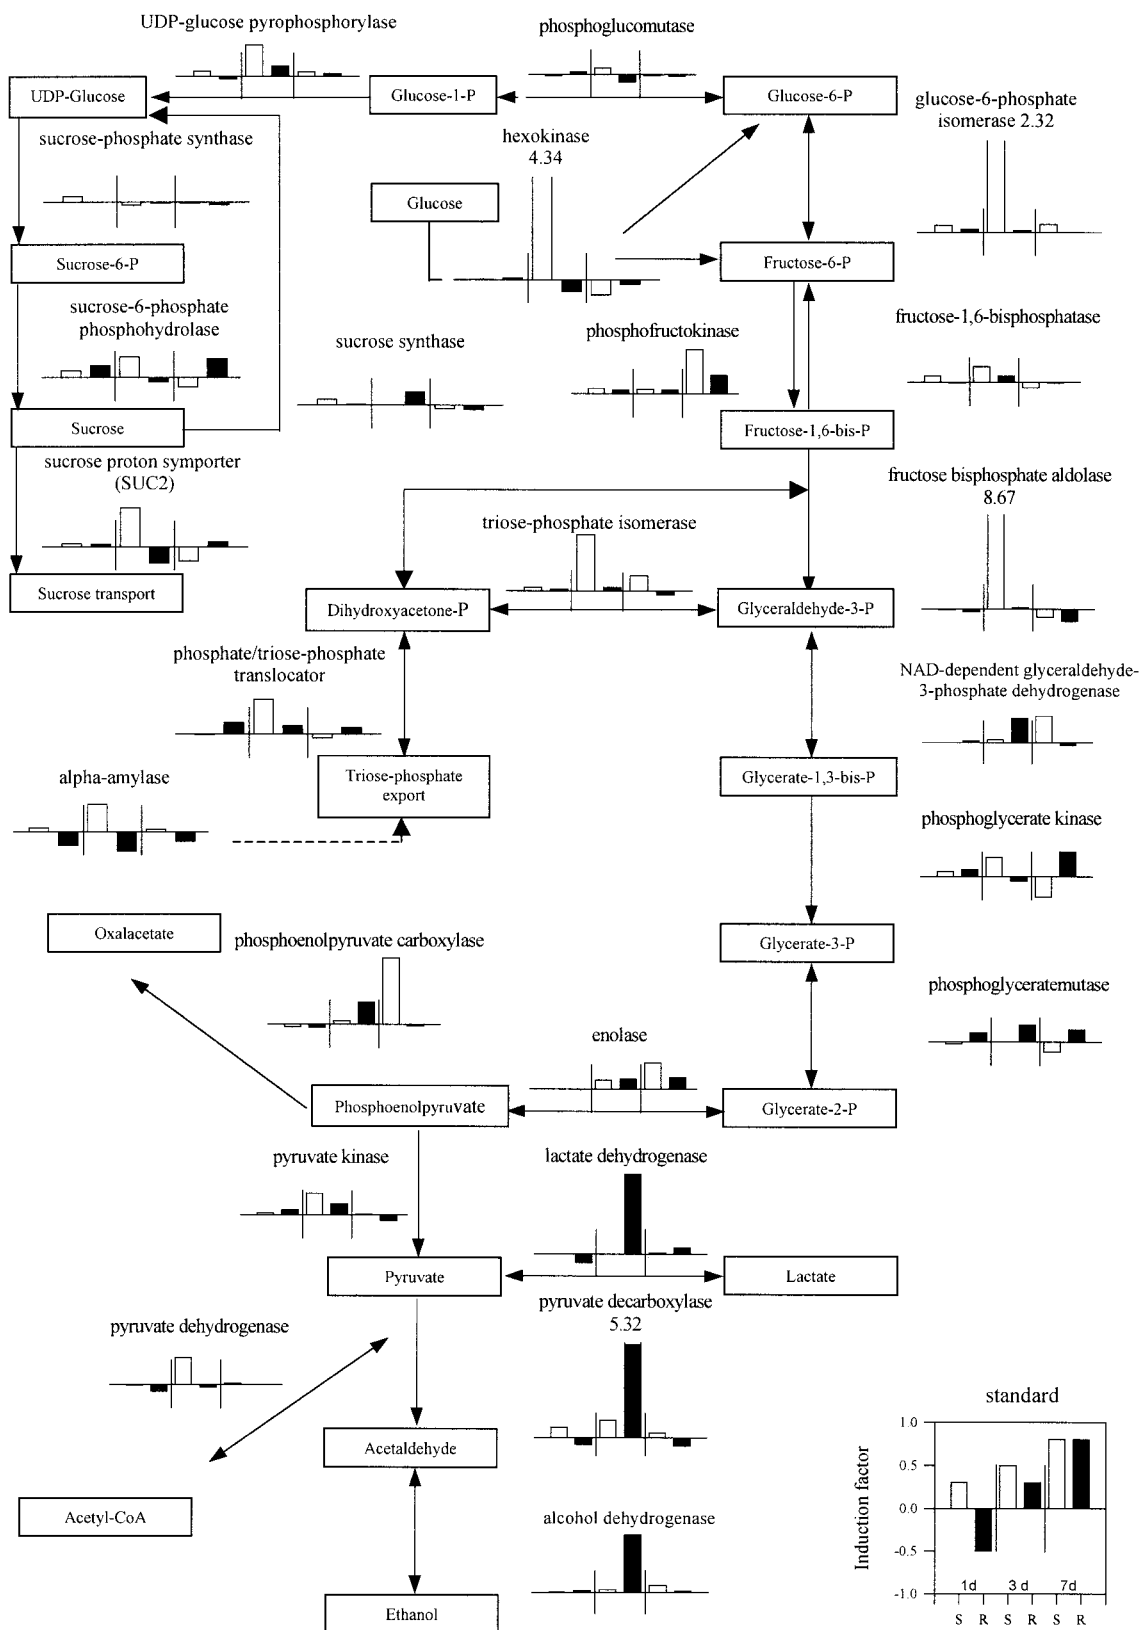 UDP-glucose pyrophosphorylase
phosphoglucomutase
UDP-Glucose
Glucose-1-P
Glucose-6-P
glucose-6-phosphate
isomerase 2.32
sucrose-phosphate synthase
hexokinase
4.34
Glucose
Sucrose-6-P
Fructose-6-P
sucrose-6-phosphate
phosphohydrolase
sucrose synthase
phosphofructokinase
fructose-1,6-bisphosphatase
Sucrose
Fructose-1,6-bis-P
sucrose proton symporter
(SUC2)
fructose bisphosphate aldolase
8.67
triose-phosphate isomerase
Sucrose transport
Dihydroxyacetone-P
Glyceraldehyde-3-P
phosphate/triose-phosphate
translocator
NAD-dependent glyceraldehyde-
3-phosphate dehydrogenase
alpha-amylase
Triose-phosphate
export
Glycerate-1,3-bis-P
phosphoglycerate kinase
Oxalacetate
phosphoenolpyruvate carboxylase
Glycerate-3-P
phosphoglyceratemutase
enolase
Phosphoenolpyruvate
Glycerate-2-P
pyruvate kinase
lactate dehydrogenase
Pyruvate
Lactate
pyruvate dehydrogenase
pyruvate decarboxylase
5.32
Acetaldehyde
Acetyl-CoA
alcohol dehydrogenase
Ethanol
standard
Induction factor
1.0
0.5
0.0
-0.5
-1.0
1d 3 d 7d
S R S R S R